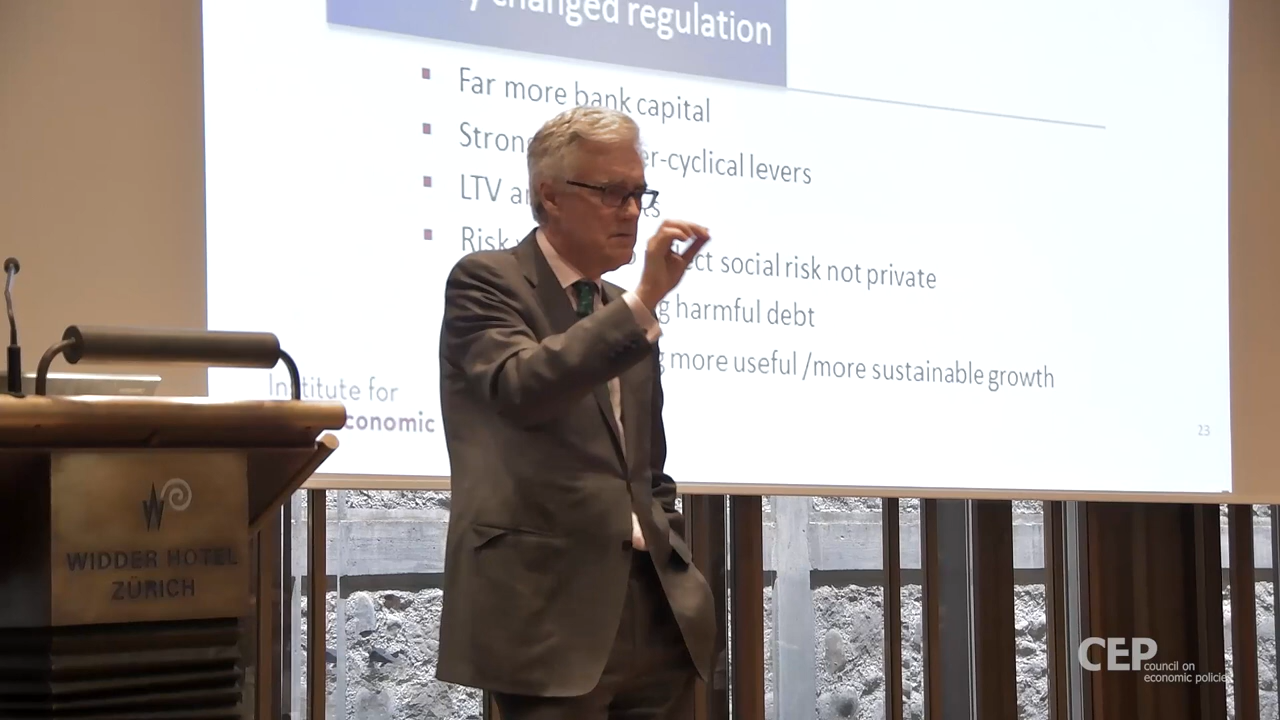 changed regulation
Far more bank capital
er-cyclical levers
LTV
Risk
social risk not private
harmful debt
more useful /more sustainable growth
Institute for
conomic
23
WIDDER HOTEL
ZÜRICH
CEP
council on
economic policies